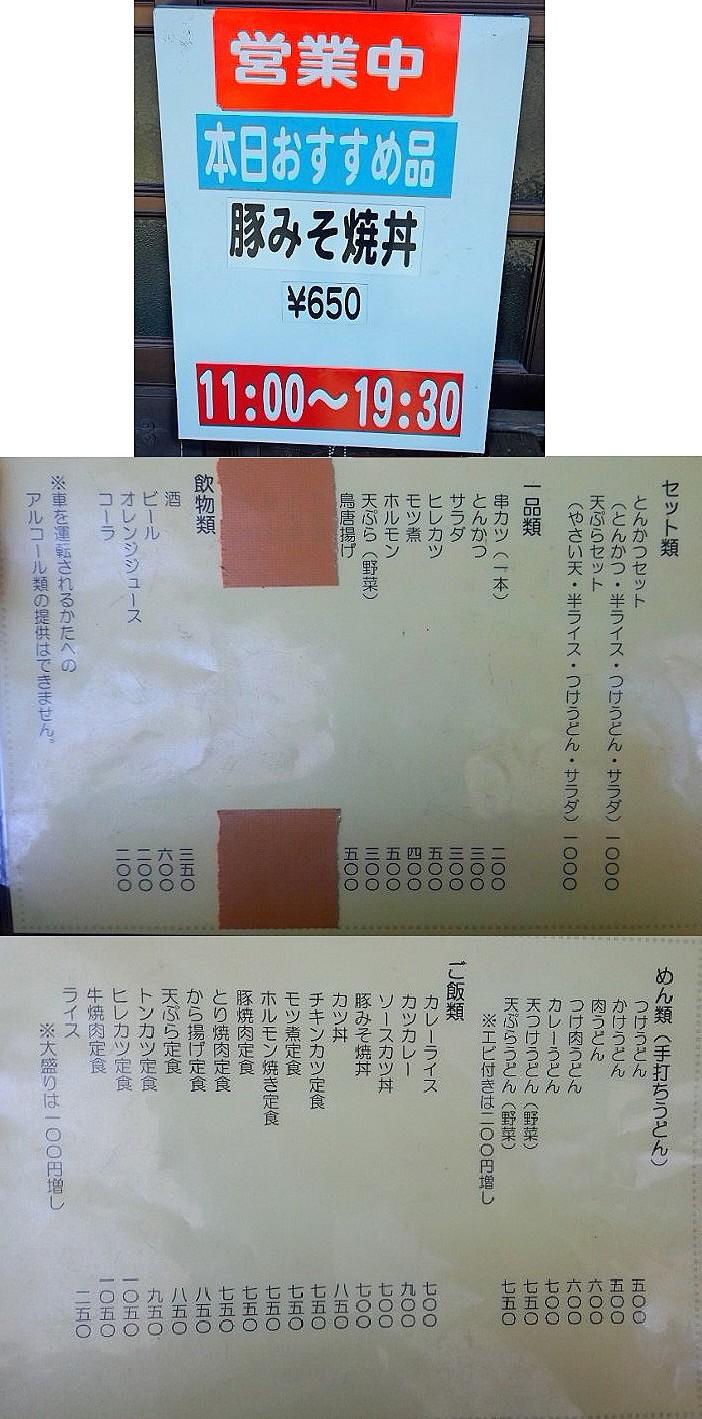 営業中
本日おすすめ品
豚みそ焼丼
¥650
11:00～19:30
セット類
とんかつセット
（とんかつ・半ライス・つけうどん・サラダ） 一〇〇〇
天ぷらセット
（やさい天・半ライス・つけうどん・サラダ） 一〇〇〇
一品類
串カツ（一本） 二〇〇
とんかつ 三〇〇
サラダ 三〇〇
ヒレカツ 五〇〇
モツ煮 四〇〇
ホルモン 五〇〇
天ぷら（野菜） 三〇〇
鳥唐揚げ 五〇〇
飲物類
酒 三五〇
ビール 六〇〇
オレンジジュース 二〇〇
コーラ 二〇〇
※車を運転されるかたへの
アルコール類の提供はできません。
めん類（手打ちうどん）
つけうどん 五〇〇
かけうどん 五〇〇
肉うどん 六〇〇
つけ肉うどん 六〇〇
カレーうどん 七〇〇
天つけうどん（野菜） 七五〇
天ぷらうどん（野菜） 七五〇
※エビ付きは二〇〇円増し
ご飯類
カレーライス 七〇〇
カツカレー 九〇〇
ソースカツ丼 七〇〇
豚みそ焼丼 七〇〇
カツ丼 八五〇
チキンカツ定食 七五〇
モツ煮定食 七五〇
ホルモン焼き定食 七五〇
豚焼肉定食 七五〇
とり焼肉定食 七五〇
から揚げ定食 八五〇
天ぷら定食 八五〇
トンカツ定食 九五〇
ヒレカツ定食 一〇五〇
牛焼肉定食 一〇五〇
ライス 二五〇
※大盛りは一〇〇円増し